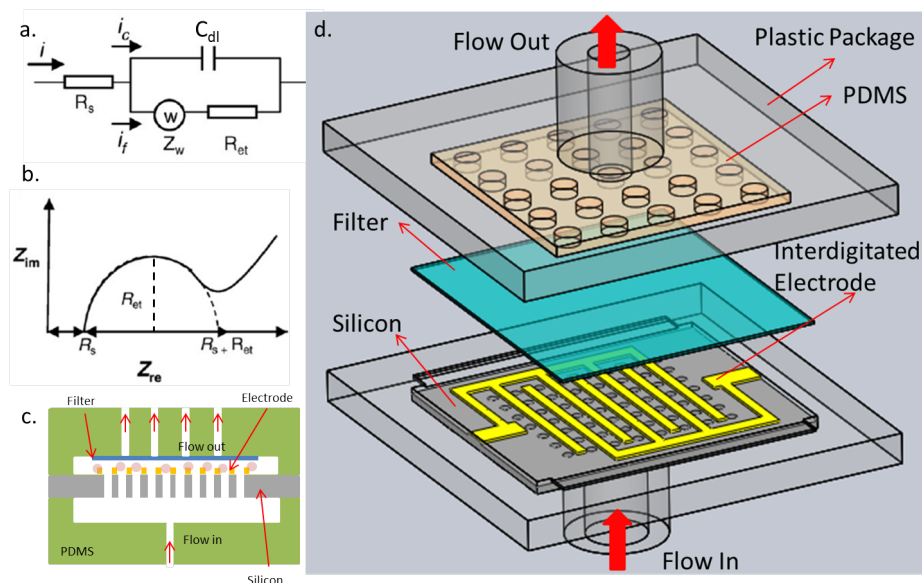 a.
i
i_c
C_dl
R_s
i_f
W
Z_w
R_et
b.
Z_im
R_et
R_s
R_s + R_et
Z_re
c.
Filter
Electrode
Flow out
Flow in
PDMS
Silicon
d.
Flow Out
Plastic Package
PDMS
Filter
Interdigitated
Electrode
Silicon
Flow In